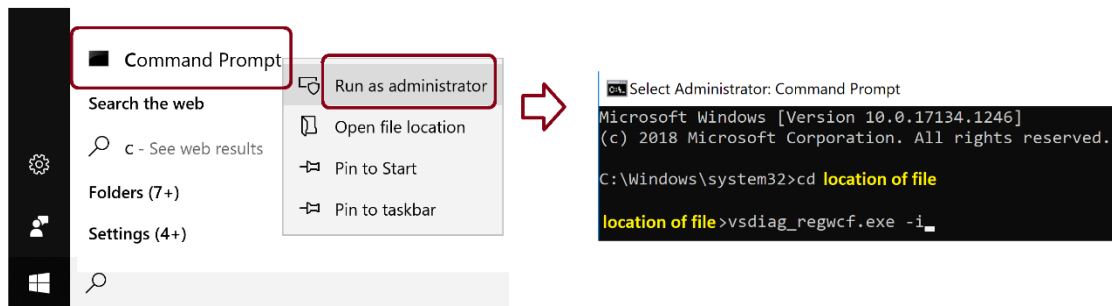 Command Prompt
Run as administrator
Search the web
Open file location
c - See web results
Pin to Start
Folders (7+)
Pin to taskbar
Settings (4+)
Select Administrator: Command Prompt
Microsoft Windows [Version 10.0.17134.1246]
(c) 2018 Microsoft Corporation. All rights reserved.
C:\Windows\system32>cd location of file
location of file>vsdiag_regwcf.exe -i